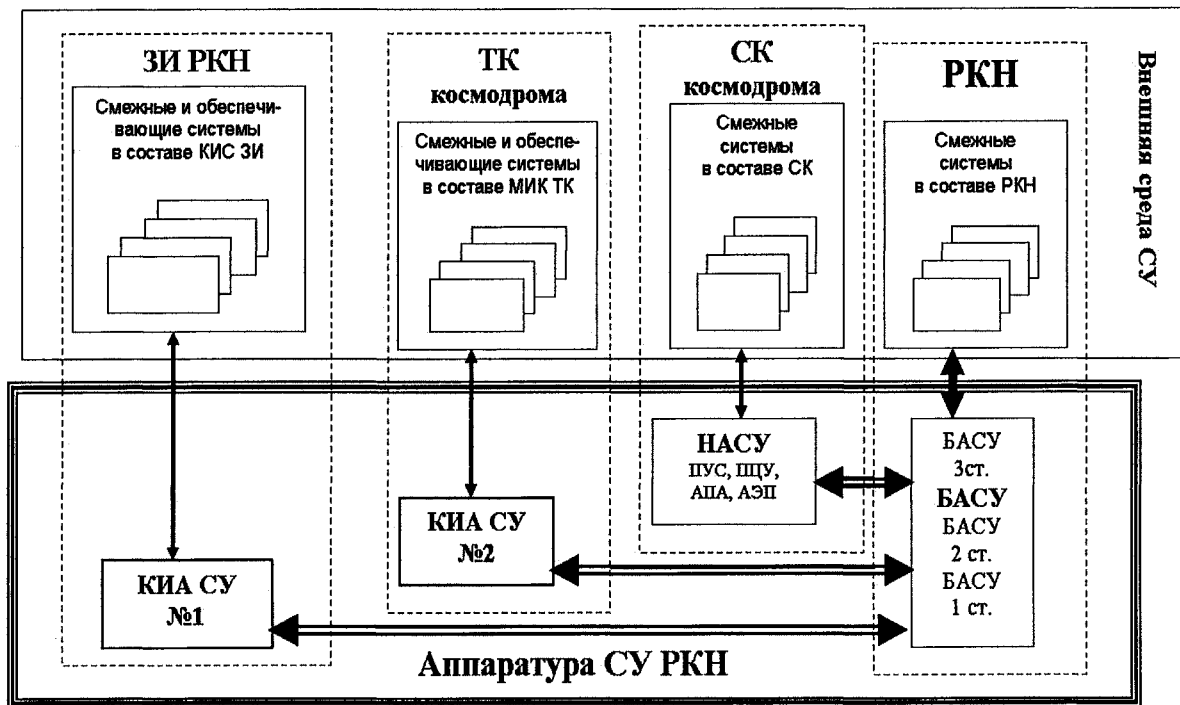 ЗИ РКН
Смежные и обеспечи-
вающие системы
в составе КИС ЗИ
ТК
космодрома
Смежные и обеспе-
чивающие системы
в составе МИК ТК
СК
космодрома
Смежные
системы
в составе СК
РКН
Смежные
системы
в составе РКН
Внешняя среда СУ
НАСУ
ПУС, ПЦУ,
АПА, АЭП
БАСУ
3ст.
БАСУ
БАСУ
2 ст.
БАСУ
1 ст.
КИА СУ
№2
КИА СУ
№1
Аппаратура СУ РКН